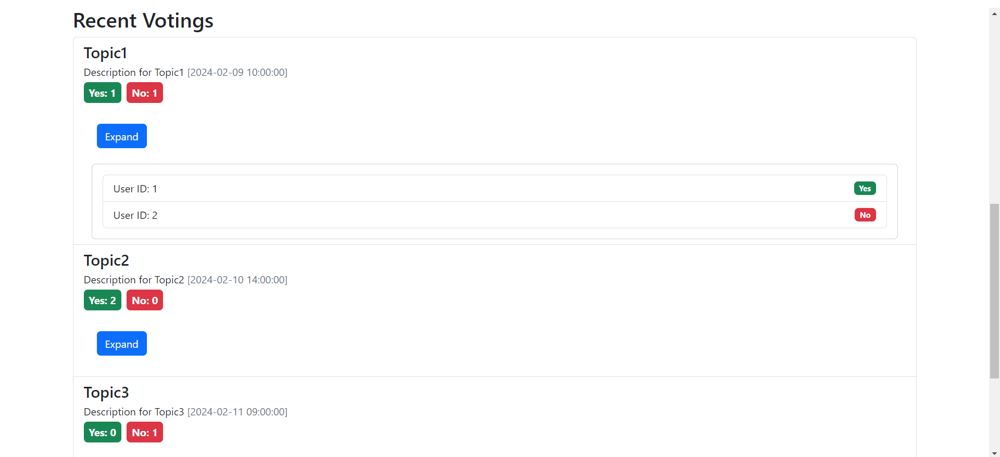 Recent Votings
Topic1
Description for Topic1 [2024-02-09 10:00:00]
Yes: 1 No: 1
Expand
User ID: 1 Yes
User ID: 2 No
Topic2
Description for Topic2 [2024-02-10 14:00:00]
Yes: 2 No: 0
Expand
Topic3
Description for Topic3 [2024-02-11 09:00:00]
Yes: 0 No: 1